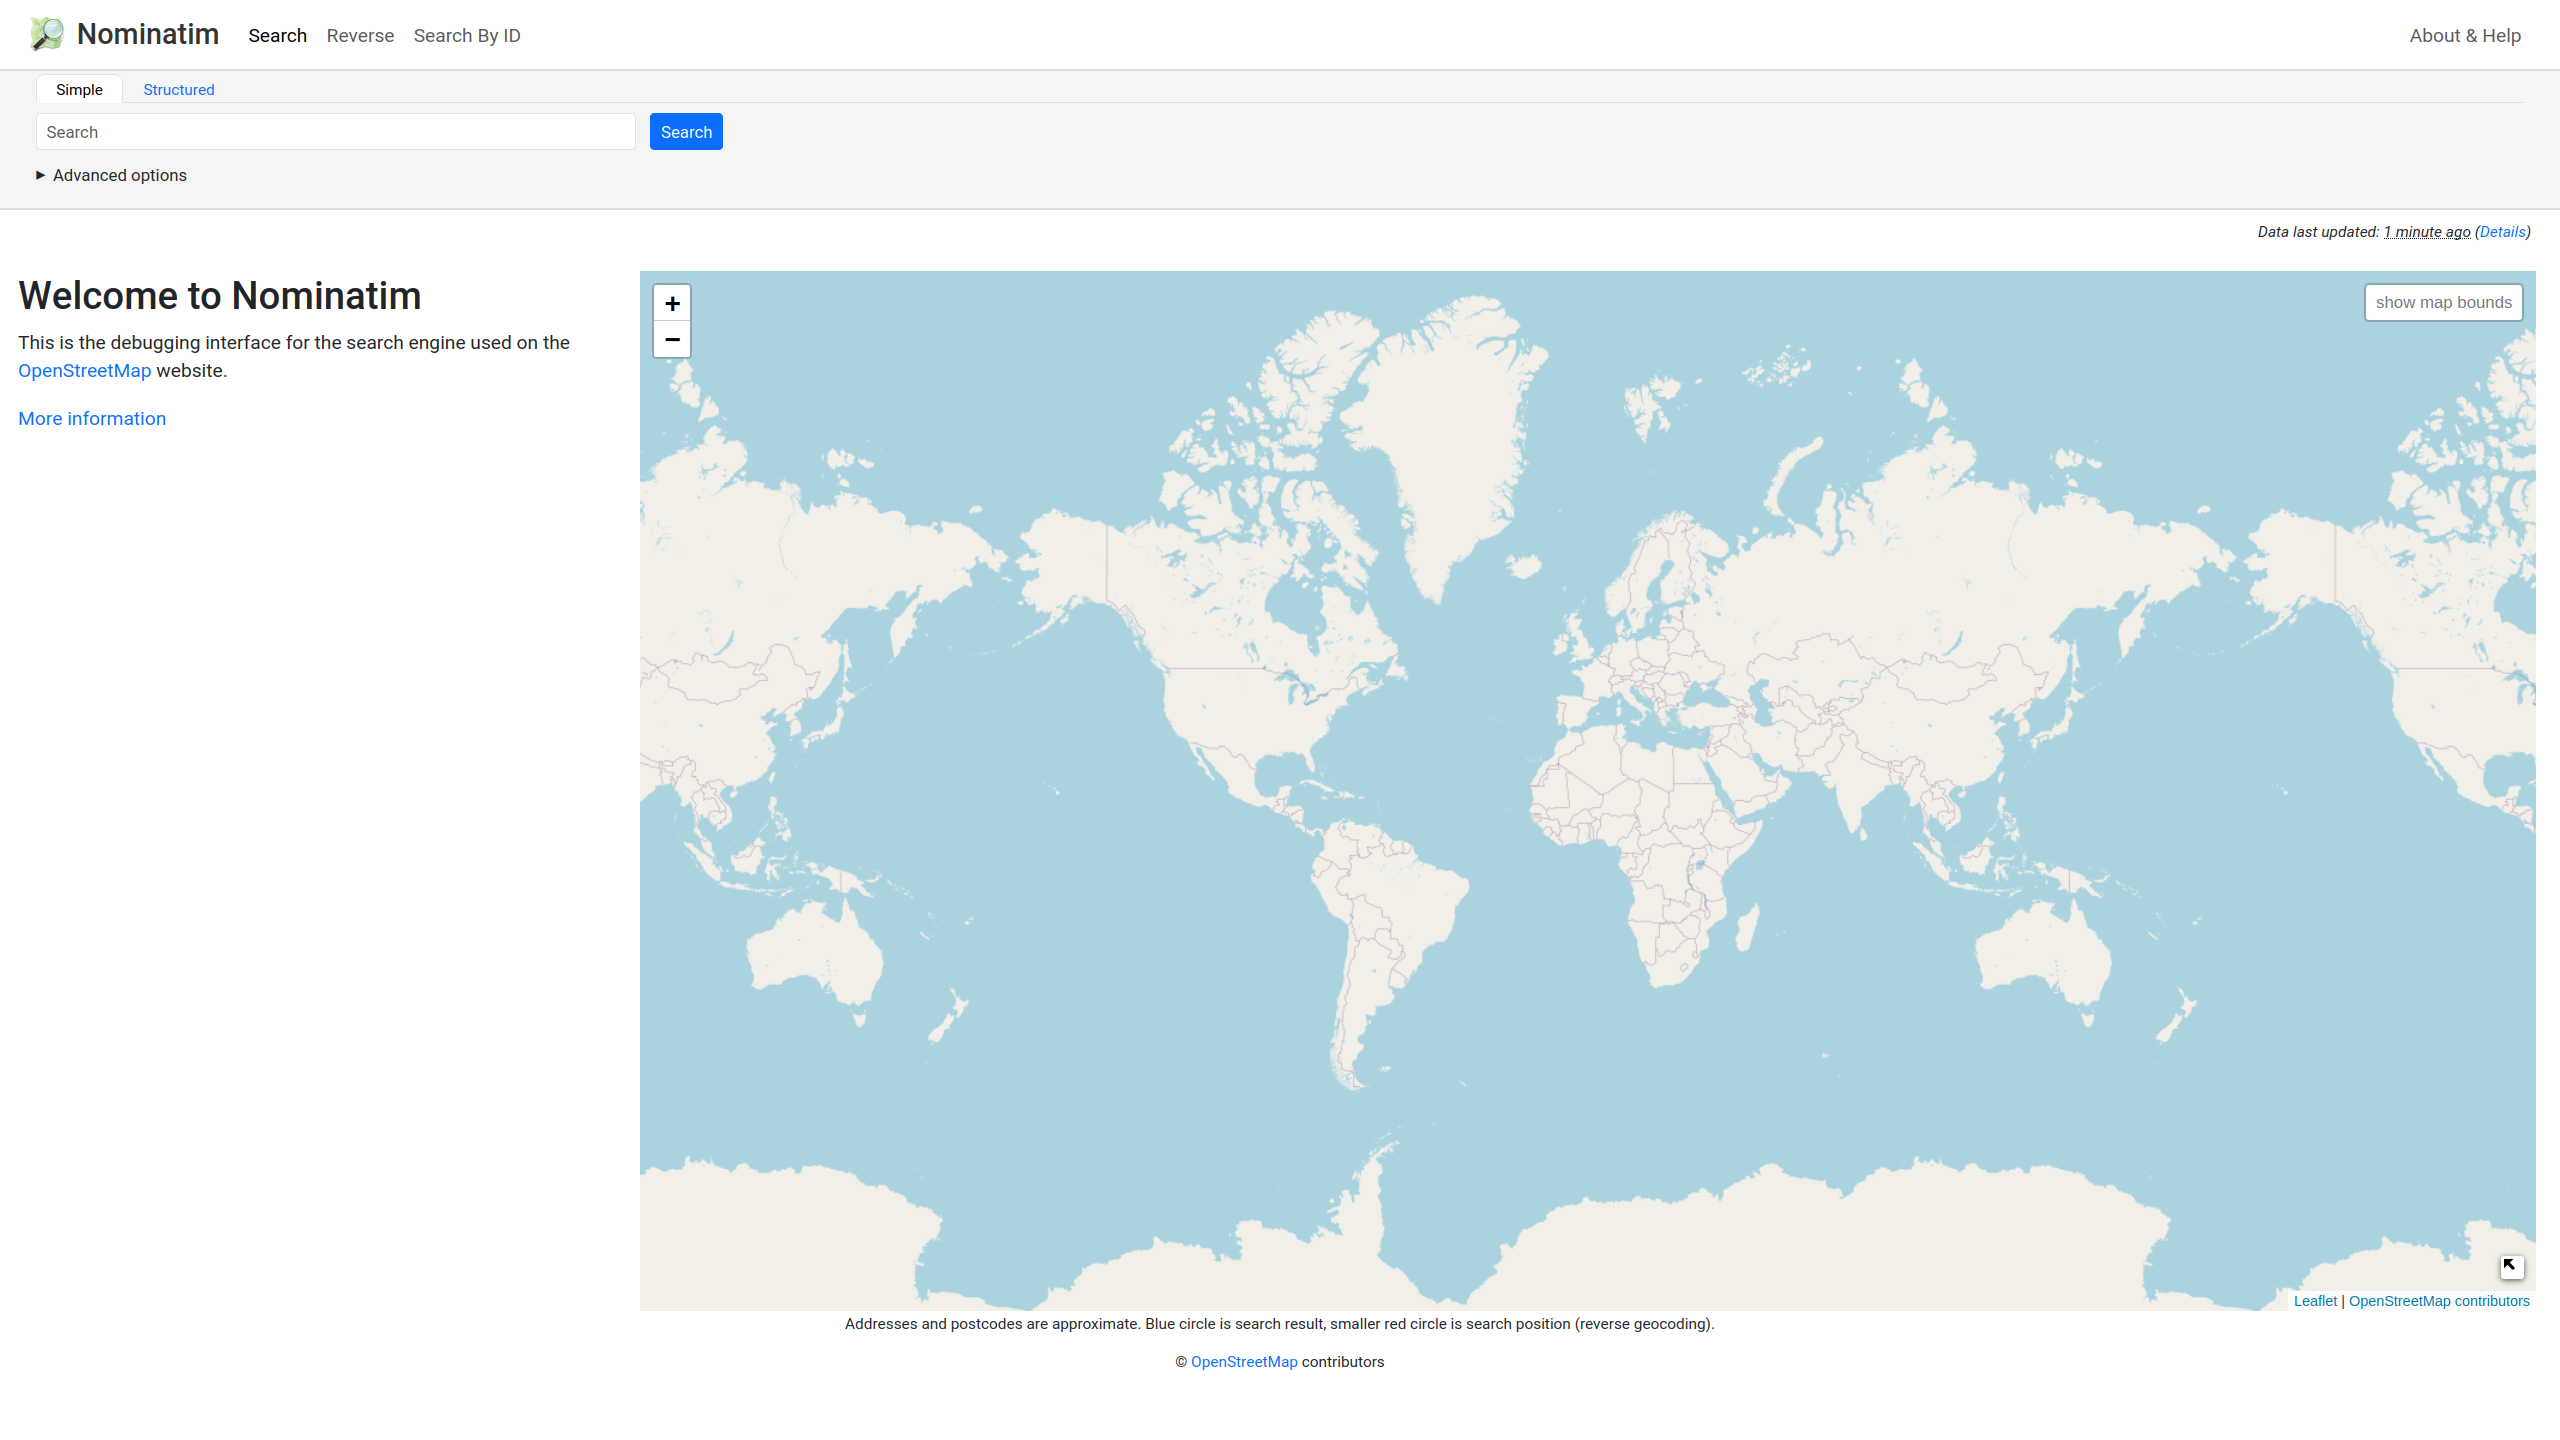 Nominatim Search Reverse Search By ID About & Help
Simple Structured
Search Search
Advanced options
Data last updated: 1 minute ago (Details)
Welcome to Nominatim
This is the debugging interface for the search engine used on the
OpenStreetMap website.
More information
+
−
show map bounds
Leaflet | OpenStreetMap contributors
Addresses and postcodes are approximate. Blue circle is search result, smaller red circle is search position (reverse geocoding).
© OpenStreetMap contributors